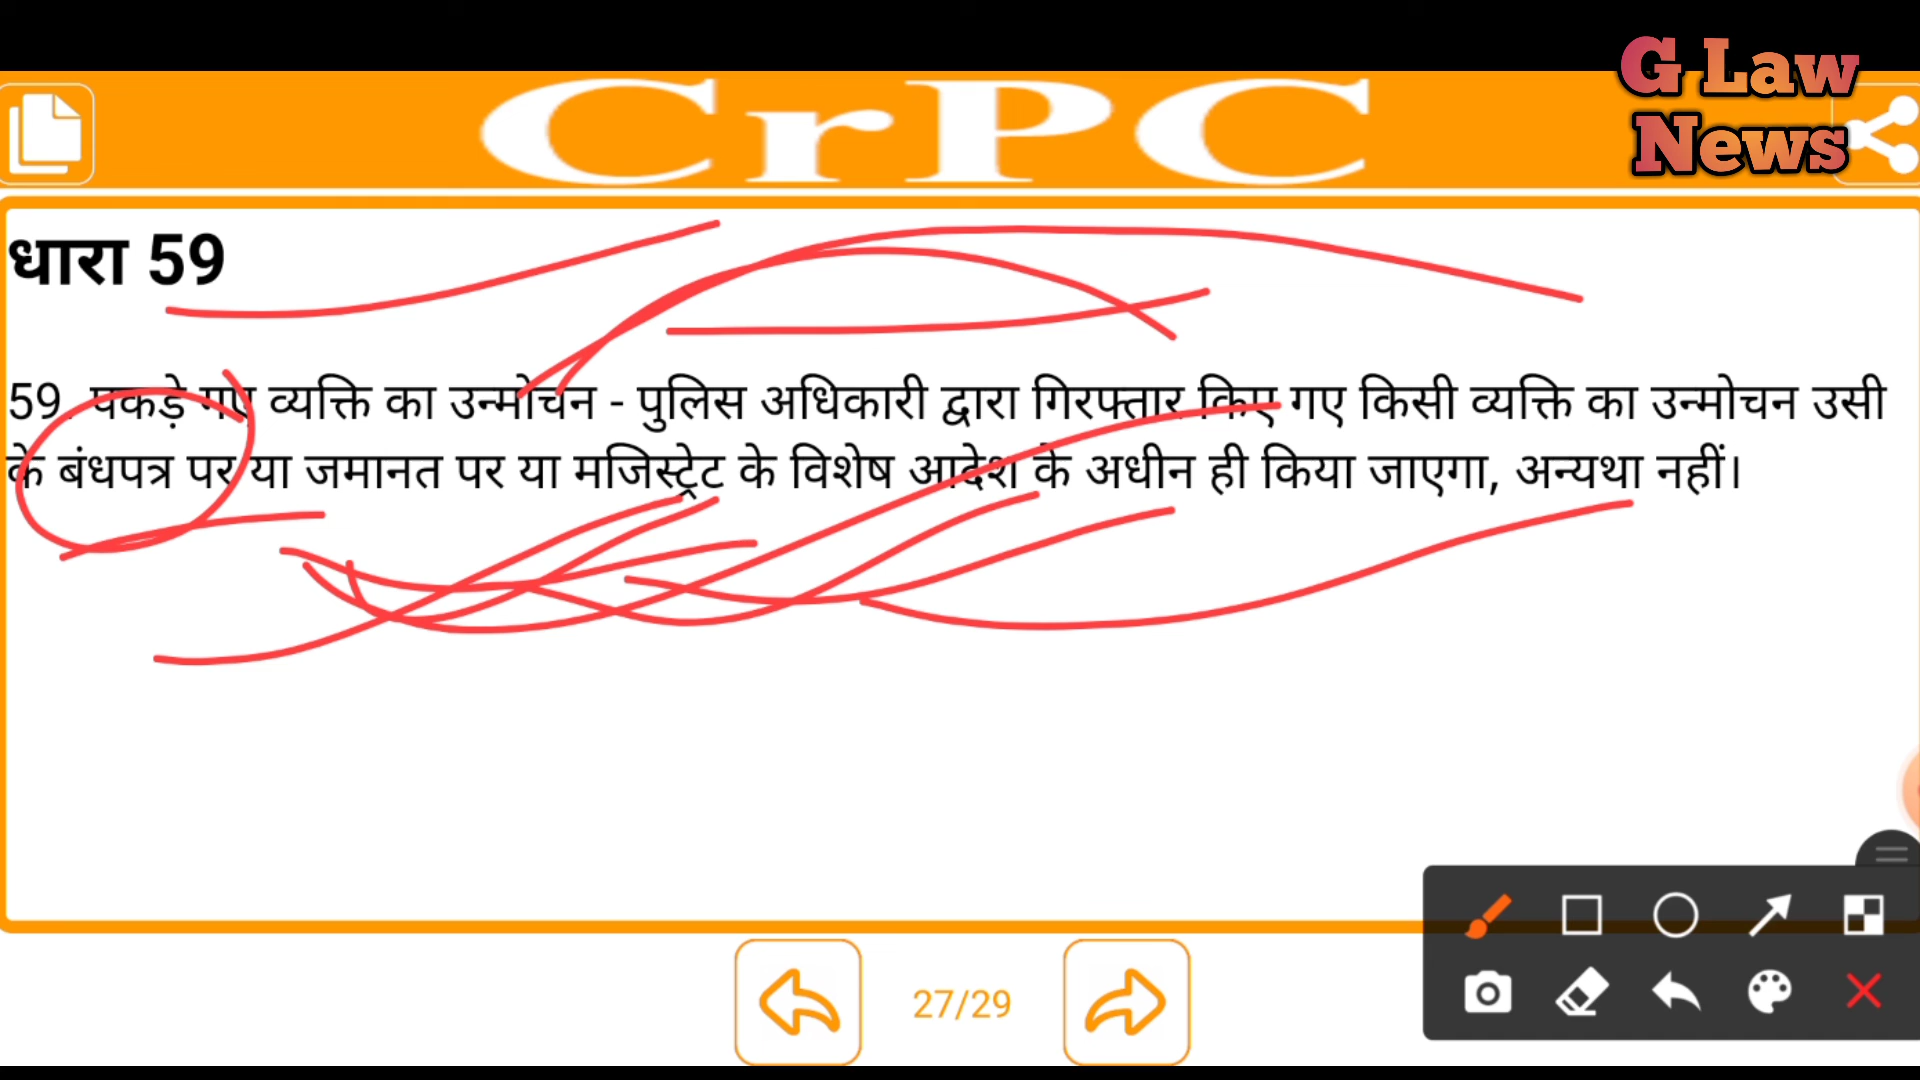 G Law
News
CrPC
धारा 59
59. पकड़े गए व्यक्ति का उन्मोचन - पुलिस अधिकारी द्वारा गिरफ्तार किए गए किसी व्यक्ति का उन्मोचन उसी
के बंधपत्र पर या जमानत पर या मजिस्ट्रेट के विशेष आदेश के अधीन ही किया जाएगा, अन्यथा नहीं।
27/29